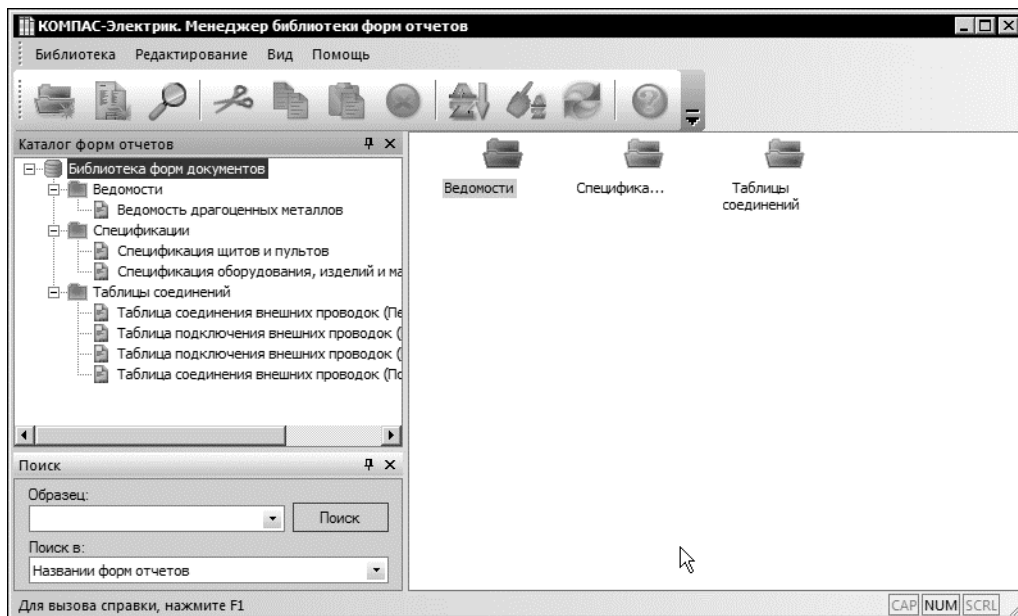 КОМПАС-Электрик. Менеджер библиотеки форм отчетов
Библиотека Редактирование Вид Помощь
Каталог форм отчетов
Библиотека форм документов
Ведомости
Ведомость драгоценных металлов
Спецификации
Спецификация щитов и пультов
Спецификация оборудования, изделий и ма
Таблицы соединений
Таблица соединения внешних проводок (Пе
Таблица подключения внешних проводок (
Таблица подключения внешних проводок (
Таблица соединения внешних проводок (По
Ведомости Специфика... Таблицы
соединений
Поиск
Образец:
Поиск
Поиск в:
Названии форм отчетов
Для вызова справки, нажмите F1 CAP NUM SCRL